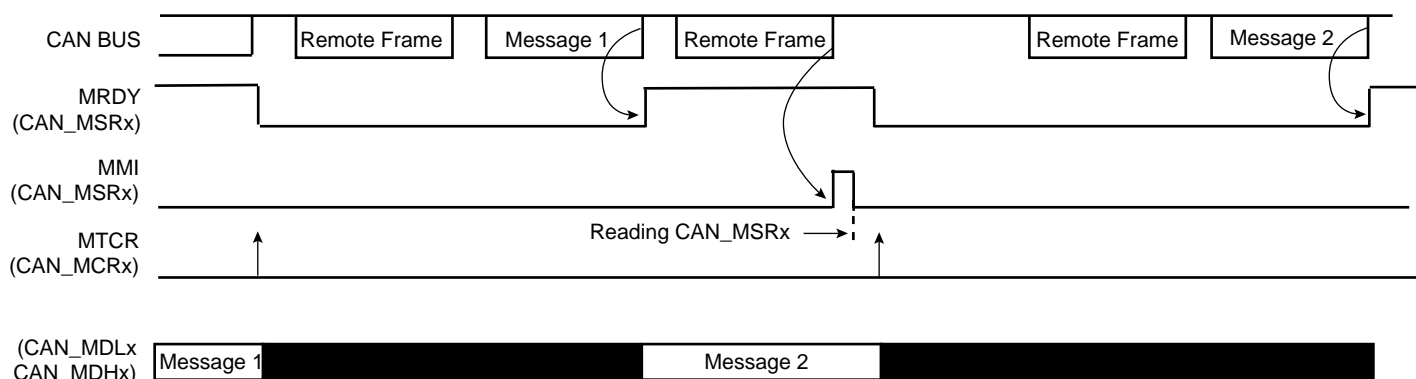 CAN BUS
Remote Frame
Message 1
Remote Frame
Remote Frame
Message 2
MRDY
(CAN_MSRx)
MMI
(CAN_MSRx)
Reading CAN_MSRx
MTCR
(CAN_MCRx)
(CAN_MDLx
CAN_MDHx)
Message 1
Message 2